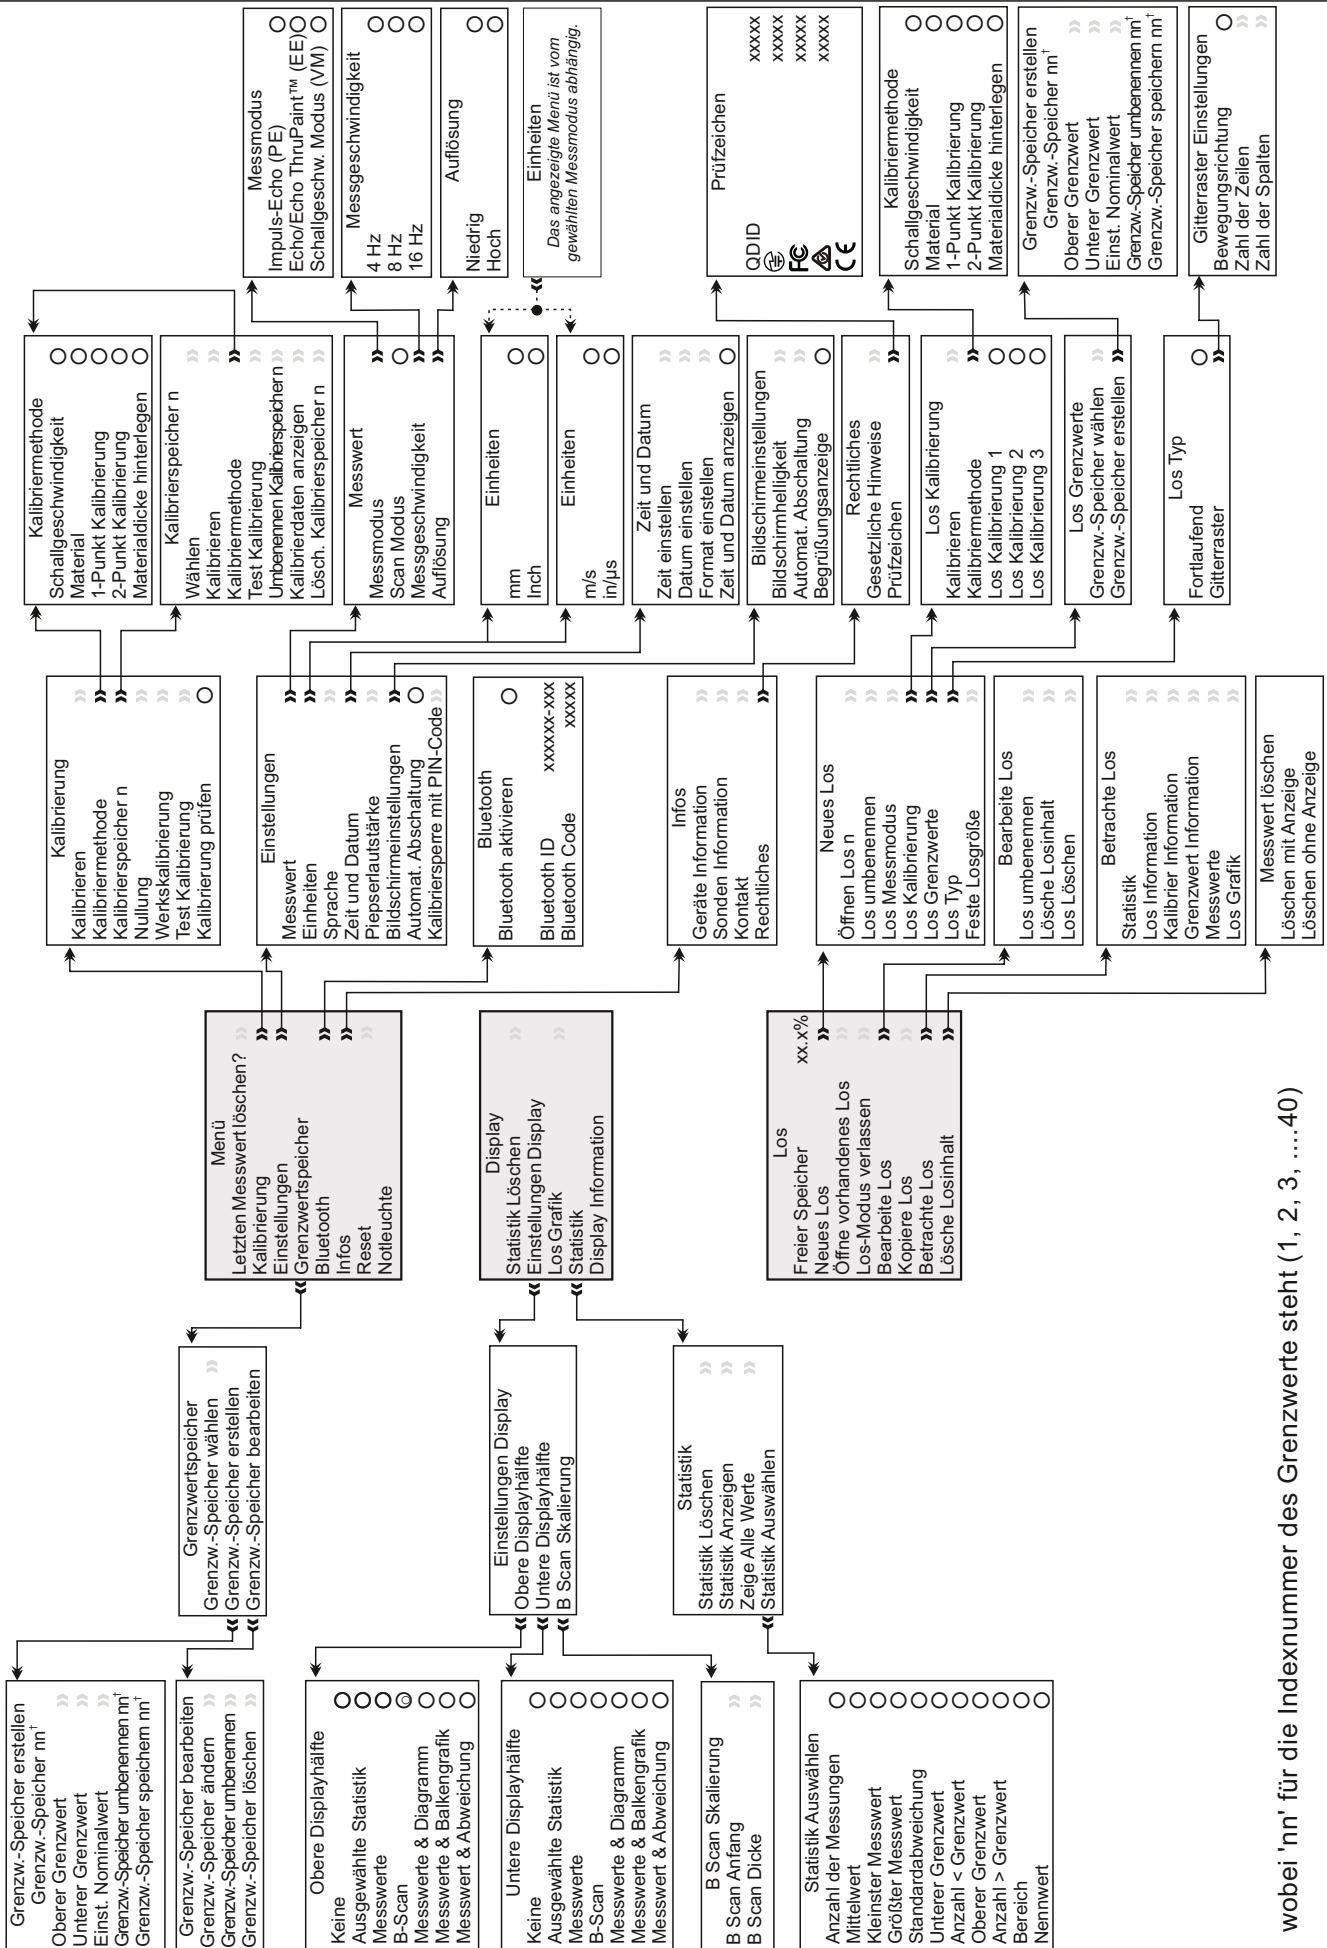 Grenzw.-Speicher erstellen
Grenzw.-Speicher nn†
Oberer Grenzwert
Unterer Grenzwert
Einst. Nominalwert
Grenzw.-Speicher umbenennen nn†
Grenzw.-Speicher speichern nn†
Grenzw.-Speicher bearbeiten
Grenzw.-Speicher ändern
Grenzw.-Speicher umbenennen
Grenzw.-Speicher löschen
Obere Displayhälfte
Keine
Ausgewählte Statistik
Messwerte
B-Scan
Messwerte & Diagramm
Messwerte & Balkengrafik
Messwert & Abweichung
Untere Displayhälfte
Keine
Ausgewählte Statistik
Messwerte
B-Scan
Messwerte & Diagramm
Messwerte & Balkengrafik
Messwert & Abweichung
B Scan Skalierung
B Scan Anfang
B Scan Dicke
Statistik Auswählen
Anzahl der Messungen
Mittelwert
Kleinster Messwert
Größter Messwert
Standardabweichung
Unterer Grenzwert
Anzahl < Grenzwert
Oberer Grenzwert
Anzahl > Grenzwert
Bereich
Nennwert
Grenzwertspeicher
Grenzw.-Speicher wählen
Grenzw.-Speicher erstellen
Grenzw.-Speicher bearbeiten
Einstellungen Display
Obere Displayhälfte
Untere Displayhälfte
B Scan Skalierung
Statistik
Statistik Löschen
Statistik Anzeigen
Zeige Alle Werte
Statistik Auswählen
Menü
Letzten Messwert löschen?
Kalibrierung
Einstellungen
Grenzwertspeicher
Bluetooth
Infos
Reset
Notleuchte
Display
Statistik Löschen
Einstellungen Display
Los Grafik
Statistik
Display Information
Los
Freier Speicher xx.x%
Neues Los
Öffne vorhandenes Los
Los-Modus verlassen
Bearbeite Los
Kopiere Los
Betrachte Los
Lösche Losinhalt
Kalibrierung
Kalibrieren
Kalibriermethode
Kalibrierspeicher n
Nullung
Werkskalibrierung
Test Kalibrierung
Kalibrierung prüfen
Einstellungen
Messwert
Einheiten
Sprache
Zeit und Datum
Piepserlautstärke
Bildschirmeinstellungen
Automat. Abschaltung
Kalibriersperre mit PIN-Code
Bluetooth
Bluetooth aktivieren
Bluetooth ID xxxxxx-xxx
Bluetooth Code xxxxx
Infos
Geräte Information
Sonden Information
Kontakt
Rechtliches
Neues Los
Öffnen Los n
Los umbenennen
Los Messmodus
Los Kalibrierung
Los Grenzwerte
Los Typ
Feste Losgröße
Bearbeite Los
Los umbenennen
Lösche Losinhalt
Los Löschen
Betrachte Los
Statistik
Los Information
Kalibrier Information
Grenzwert Information
Messwerte
Los Grafik
Messwert löschen
Löschen mit Anzeige
Löschen ohne Anzeige
Kalibriermethode
Schallgeschwindigkeit
Material
1-Punkt Kalibrierung
2-Punkt Kalibrierung
Materialdicke hinterlegen
Kalibrierspeicher n
Wählen
Kalibrieren
Kalibriermethode
Test Kalibrierung
Umbenennen Kalibrierspeichern
Kalibrierdaten anzeigen
Lösch. Kalibrierspeicher n
Messwert
Messmodus
Scan Modus
Messgeschwindigkeit
Auflösung
Einheiten
mm
Inch
Einheiten
m/s
in/µs
Zeit und Datum
Zeit einstellen
Datum einstellen
Format einstellen
Zeit und Datum anzeigen
Bildschirmeinstellungen
Bildschirmhelligkeit
Automat. Abschaltung
Begrüßungsanzeige
Rechtliches
Gesetzliche Hinweise
Prüfzeichen
Los Kalibrierung
Kalibrieren
Kalibriermethode
Los Kalibrierung 1
Los Kalibrierung 2
Los Kalibrierung 3
Los Grenzwerte
Grenzw.-Speicher wählen
Grenzw.-Speicher erstellen
Los Typ
Fortlaufend
Gitterraster
Messmodus
Impuls-Echo (PE)
Echo/Echo ThruPaint™ (EE)
Schallgeschw. Modus (VM)
Messgeschwindigkeit
4 Hz
8 Hz
16 Hz
Auflösung
Niedrig
Hoch
Einheiten
Das angezeigte Menü ist vom
gewählten Messmodus abhängig.
Prüfzeichen
QDID xxxxx
xxxxx
FC xxxxx
xxxxx
CE
Kalibriermethode
Schallgeschwindigkeit
Material
1-Punkt Kalibrierung
2-Punkt Kalibrierung
Materialdicke hinterlegen
Grenzw.-Speicher erstellen
Grenzw.-Speicher nn†
Oberer Grenzwert
Unterer Grenzwert
Einst. Nominalwert
Grenzw.-Speicher umbenennen nn†
Grenzw.-Speicher speichern nn†
Gitterraster Einstellungen
Bewegungsrichtung
Zahl der Zeilen
Zahl der Spalten
wobei 'nn' für die Indexnummer des Grenzwerte steht (1, 2, 3, ....40)